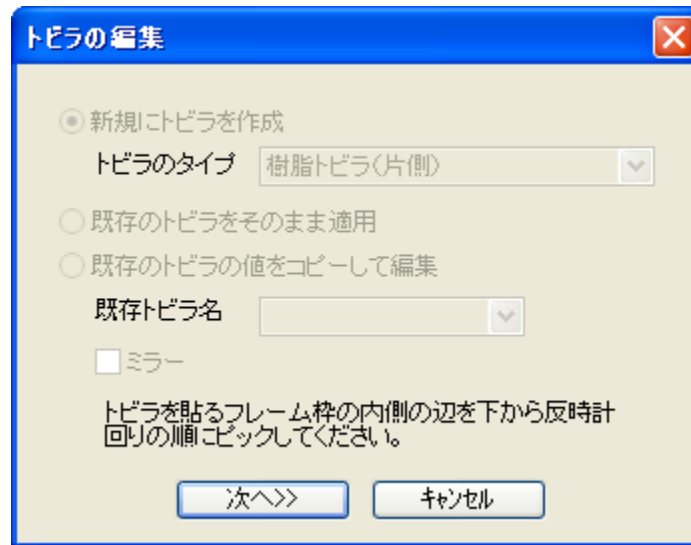 トビラの編集
新規にトビラを作成
トビラのタイプ 樹脂トビラ(片側)
既存のトビラをそのまま適用
既存のトビラの値をコピーして編集
既存トビラ名
ミラー
トビラを貼るフレーム枠の内側の辺を下から反時計
回りの順にピックしてください。
次へ>> キャンセル